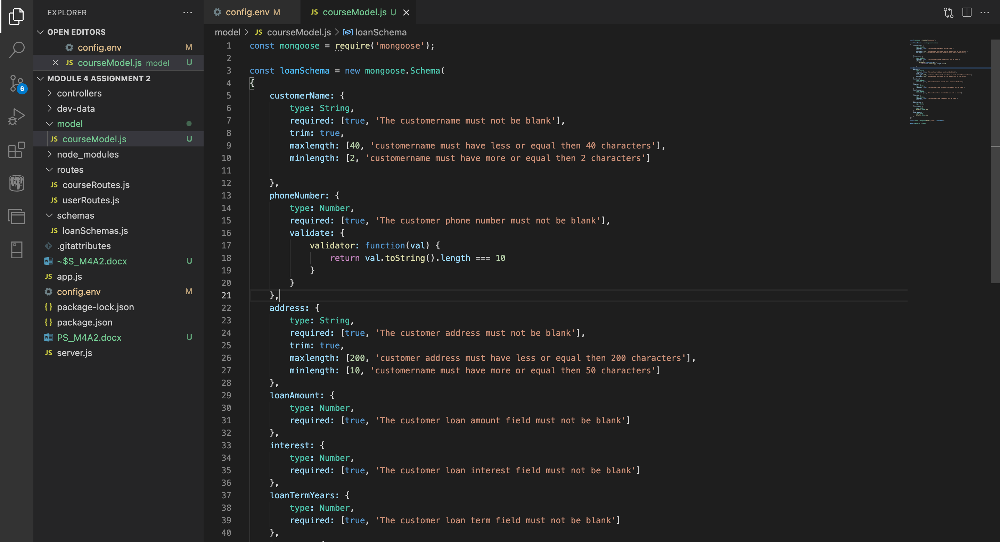 EXPLORER
OPEN EDITORS
config.env M
JS courseModel.js model U
MODULE 4 ASSIGNMENT 2
controllers
dev-data
model
JS courseModel.js U
node_modules
routes
JS courseRoutes.js
JS userRoutes.js
schemas
JS loanSchemas.js
.gitattributes
~$S_M4A2.docx U
JS app.js
config.env M
{} package-lock.json
{} package.json
PS_M4A2.docx U
JS server.js
6
config.env M
JS courseModel.js U
model > JS courseModel.js > loanSchema
1 const mongoose = require('mongoose');
2
3 const loanSchema = new mongoose.Schema(
4 {
5 customerName: {
6 type: String,
7 required: [true, 'The customername must not be blank'],
8 trim: true,
9 maxlength: [40, 'customername must have less or equal then 40 characters'],
10 minlength: [2, 'customername must have more or equal then 2 characters']
11
12 },
13 phoneNumber: {
14 type: Number,
15 required: [true, 'The customer phone number must not be blank'],
16 validate: {
17 validator: function(val) {
18 return val.toString().length === 10
19 }
20 }
21 },
22 address: {
23 type: String,
24 required: [true, 'The customer address must not be blank'],
25 trim: true,
26 maxlength: [200, 'customer address must have less or equal then 200 characters'],
27 minlength: [10, 'customername must have more or equal then 50 characters']
28 },
29 loanAmount: {
30 type: Number,
31 required: [true, 'The customer loan amount field must not be blank']
32 },
33 interest: {
34 type: Number,
35 required: [true, 'The customer loan interest field must not be blank']
36 },
37 loanTermYears: {
38 type: Number,
39 required: [true, 'The customer loan term field must not be blank']
40 },